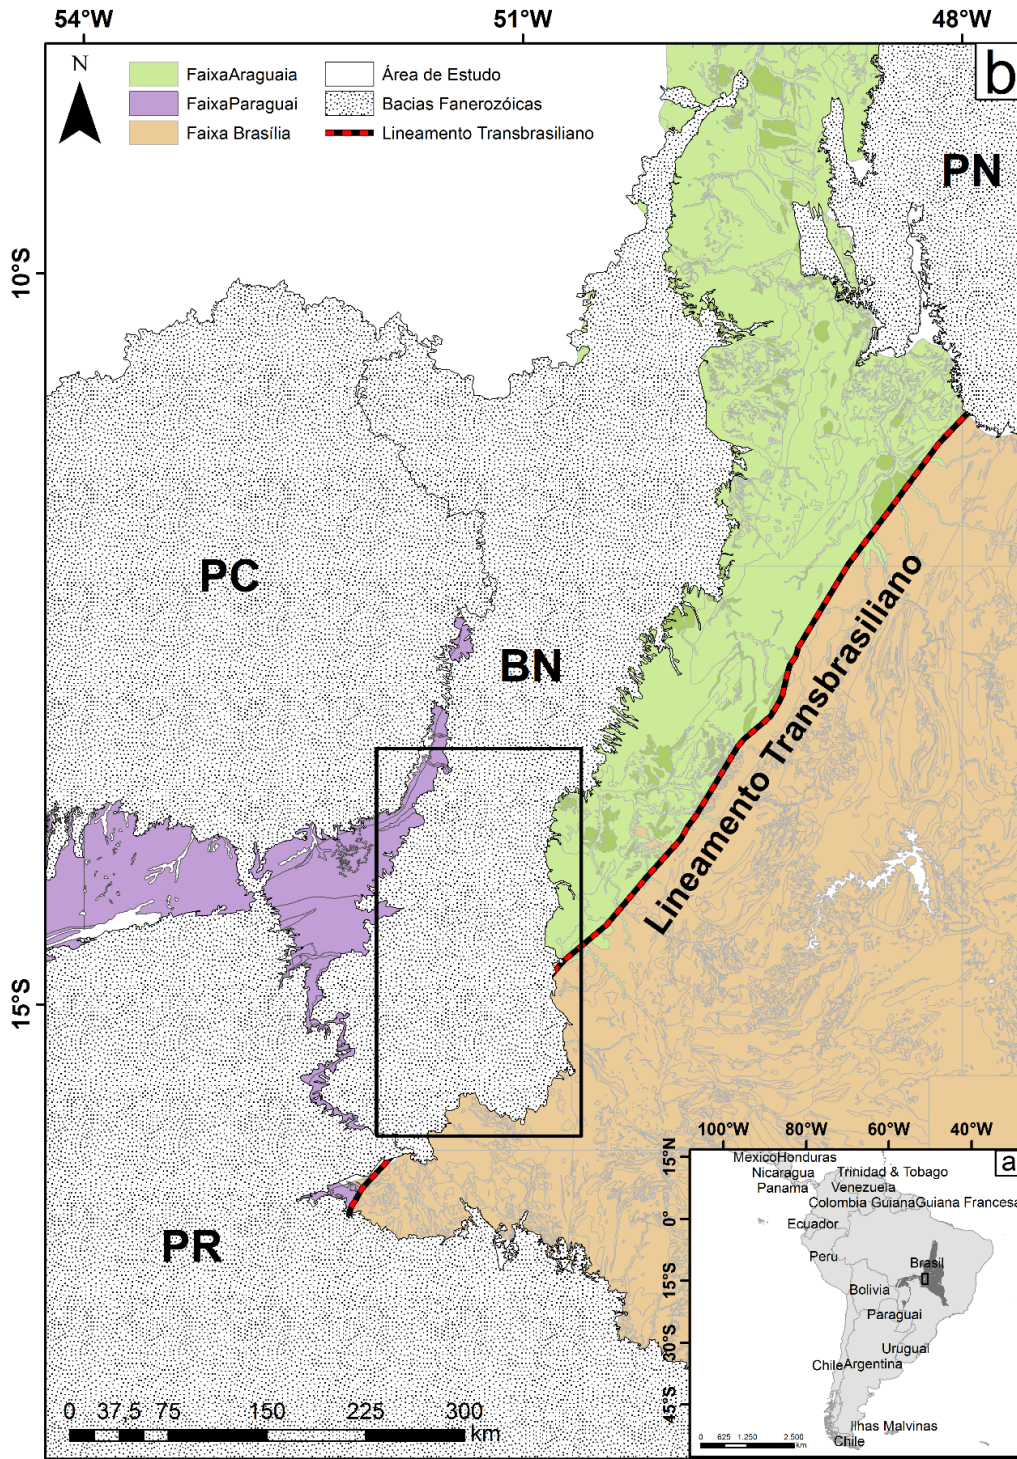 54°W 51°W 48°W
b
N
FaixaAraguaia
FaixaParaguai
Faixa Brasília
Área de Estudo
Bacias Fanerozóicas
Lineamento Transbrasiliano
PN
10°S
PC
BN
Lineamento Transbrasiliano
15°S
PR
0 37,5 75 150 225 300
km
100°W 80°W 60°W 40°W
a
15°N
0°
15°S
30°S
45°S
MexicoHonduras
Nicaragua
Trinidad & Tobago
Panama
Venezuela
Colombia GuianaGuiana Francesa
Ecuador
Peru
Brasil
Bolivia
Paraguai
Uruguai
Chile Argentina
Ilhas Malvinas
Chile
0 625 1.250 2.500
km